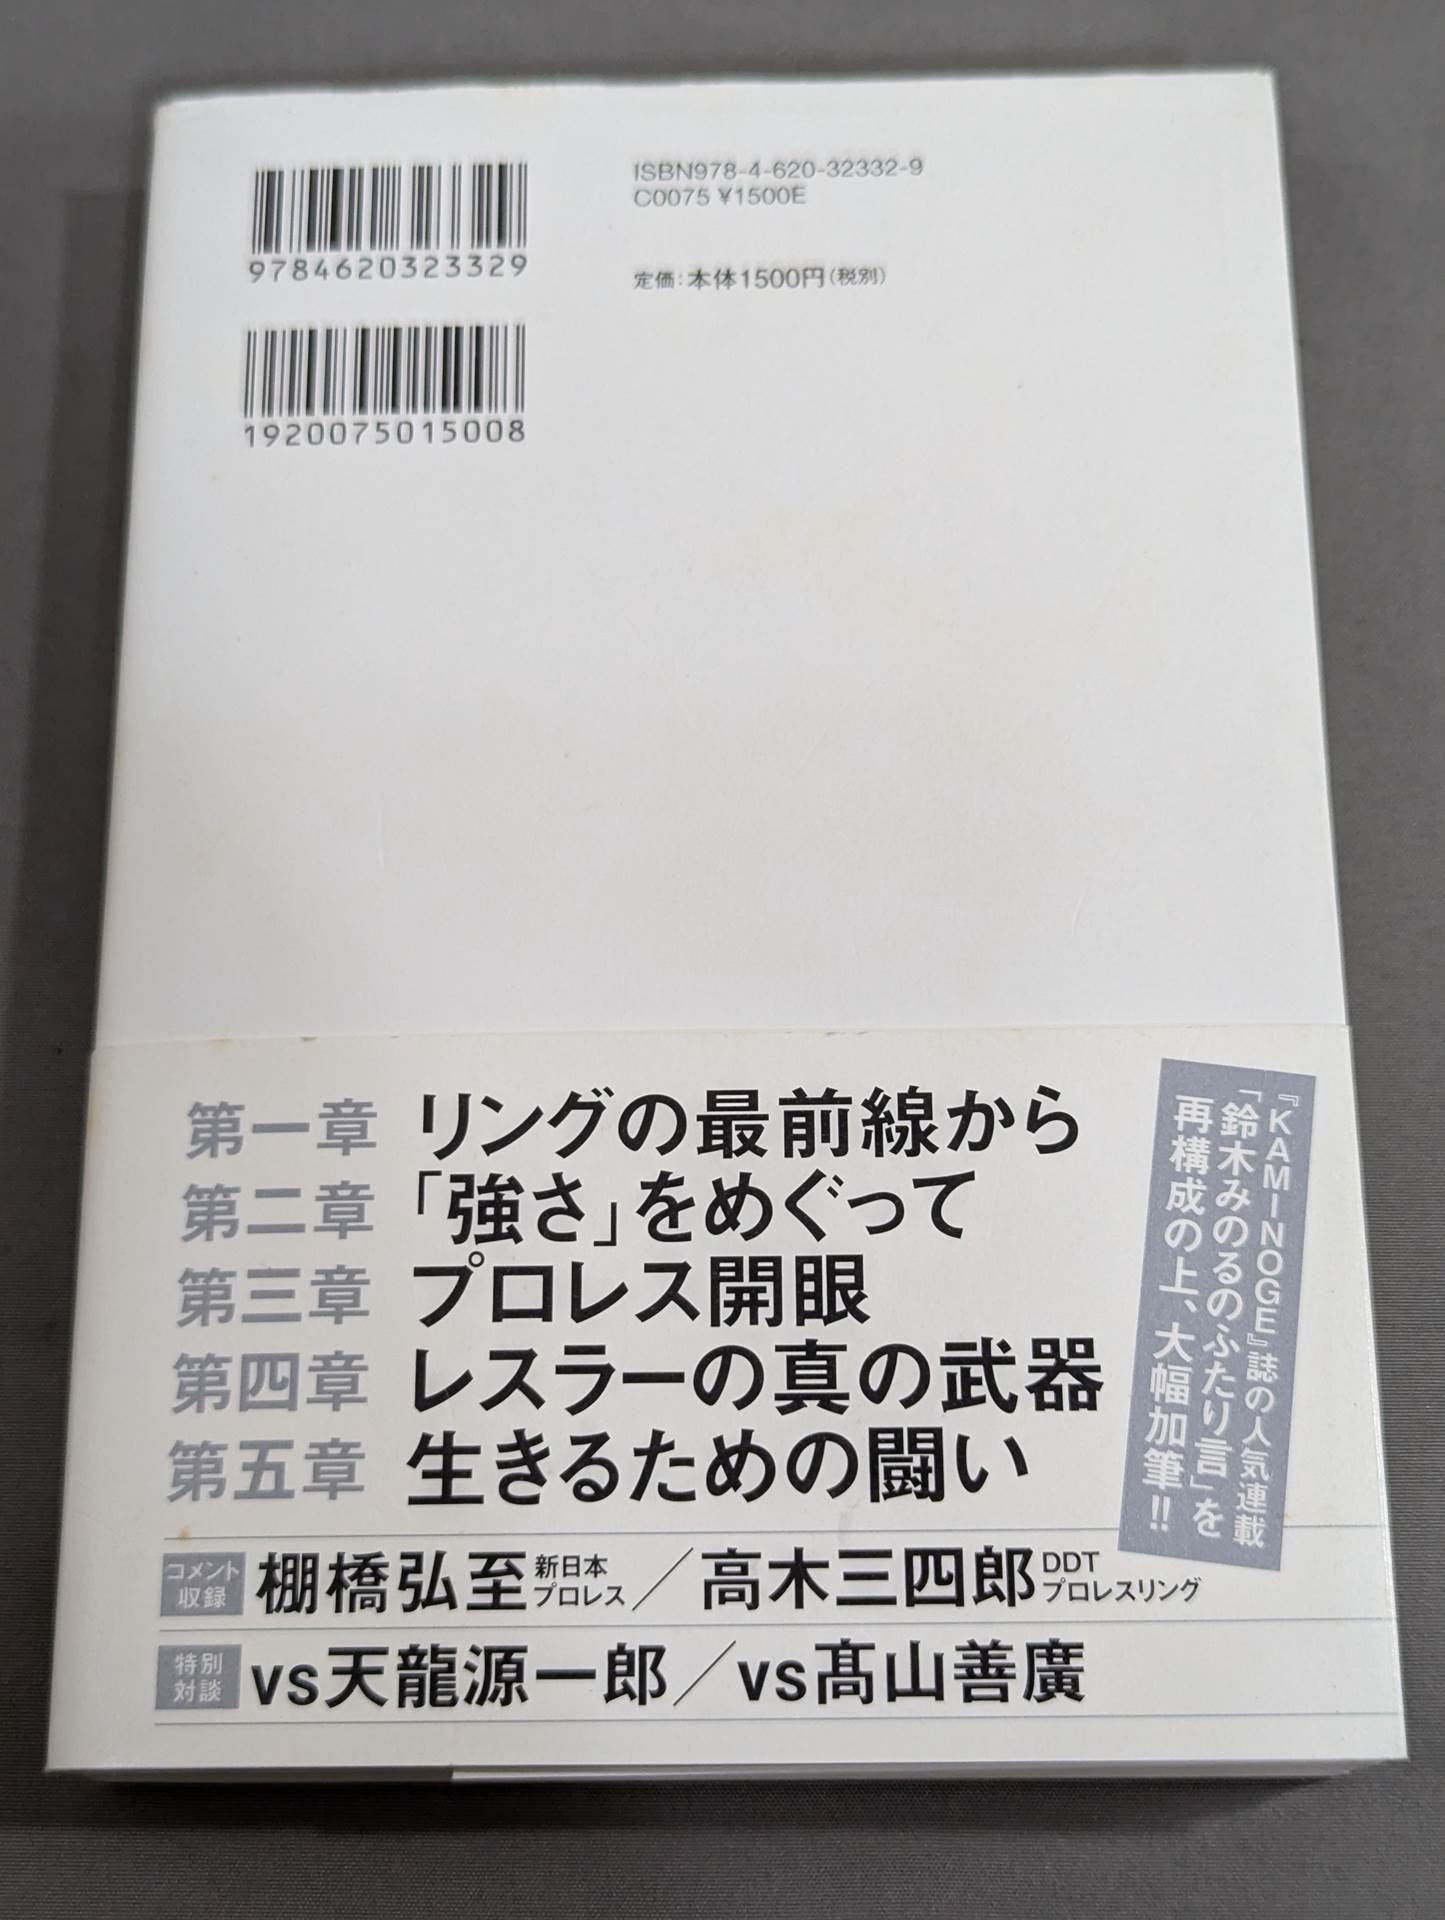 ISBN978-4-620-32332-9
C0075 ¥1500E
定価：本体1500円（税別）
9784620323329
1920075015008
『KAMINOGE』誌の人気連載
「鈴木みのるのふたり言」を
再構成の上、大幅加筆!!
第一章 リングの最前線から
第二章 「強さ」をめぐって
第三章 プロレス開眼
第四章 レスラーの真の武器
第五章 生きるための闘い
コメント収録 棚橋弘至 新日本プロレス／高木三四郎 DDTプロレスリング
特別対談 vs天龍源一郎／vs髙山善廣